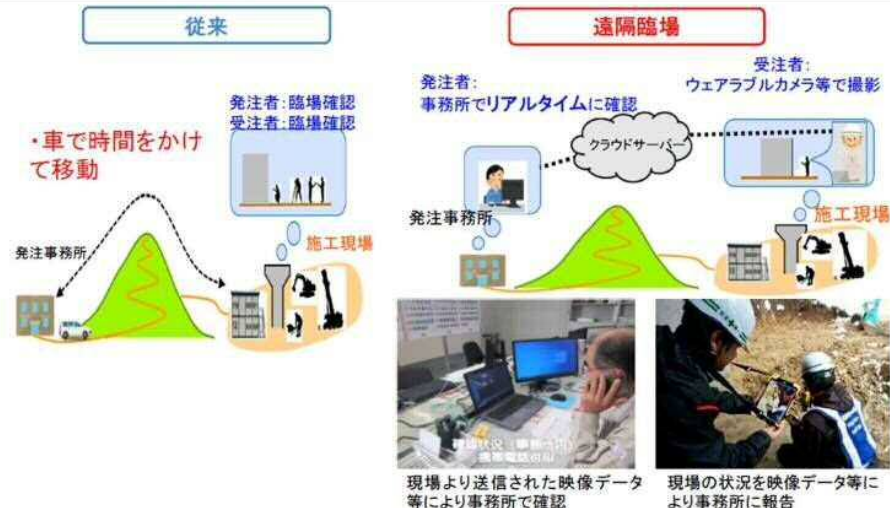 従来
・車で時間をかけ
て移動
発注者:臨場確認
受注者:臨場確認
発注事務所
施工現場
遠隔臨場
発注者:
事務所でリアルタイムに確認
受注者:
ウェアラブルカメラ等で撮影
クラウドサーバー
発注事務所
施工現場
現場より送信された映像データ
等により事務所で確認
現場の状況を映像データ等に
より事務所に報告